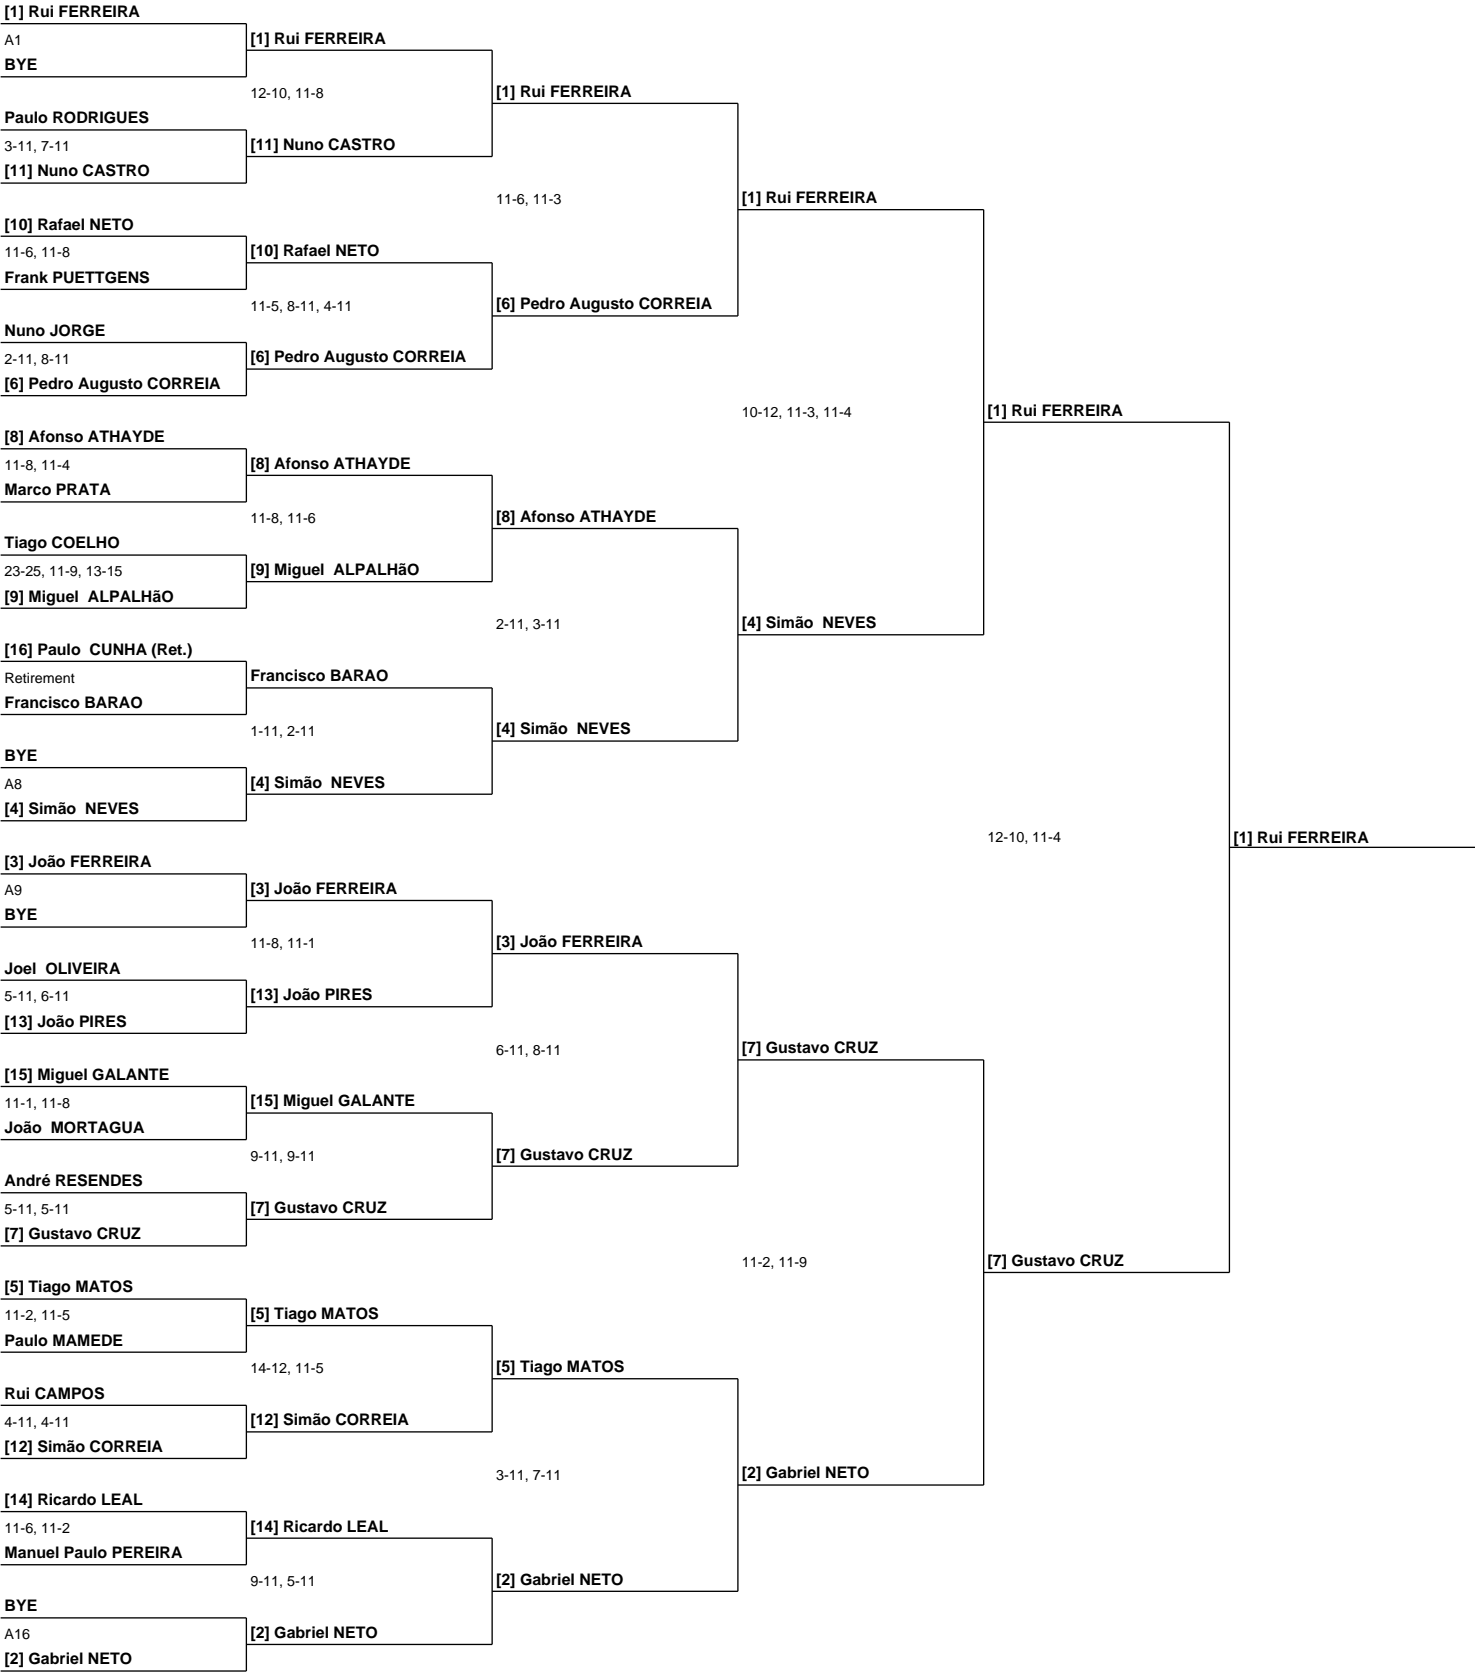 [1] Rui FERREIRA
A1
BYE
Paulo RODRIGUES
3-11, 7-11
[11] Nuno CASTRO
[10] Rafael NETO
11-6, 11-8
Frank PUETTGENS
Nuno JORGE
2-11, 8-11
[6] Pedro Augusto CORREIA
[8] Afonso ATHAYDE
11-8, 11-4
Marco PRATA
Tiago COELHO
23-25, 11-9, 13-15
[9] Miguel ALPALHãO
[16] Paulo CUNHA (Ret.)
Retirement
Francisco BARAO
BYE
A8
[4] Simão NEVES
[3] João FERREIRA
A9
BYE
Joel OLIVEIRA
5-11, 6-11
[13] João PIRES
[15] Miguel GALANTE
11-1, 11-8
João MORTAGUA
André RESENDES
5-11, 5-11
[7] Gustavo CRUZ
[5] Tiago MATOS
11-2, 11-5
Paulo MAMEDE
Rui CAMPOS
4-11, 4-11
[12] Simão CORREIA
[14] Ricardo LEAL
11-6, 11-2
Manuel Paulo PEREIRA
BYE
A16
[2] Gabriel NETO
[1] Rui FERREIRA
12-10, 11-8
[11] Nuno CASTRO
[10] Rafael NETO
11-5, 8-11, 4-11
[6] Pedro Augusto CORREIA
[8] Afonso ATHAYDE
11-8, 11-6
[9] Miguel ALPALHãO
Francisco BARAO
1-11, 2-11
[4] Simão NEVES
[3] João FERREIRA
11-8, 11-1
[13] João PIRES
[15] Miguel GALANTE
9-11, 9-11
[7] Gustavo CRUZ
[5] Tiago MATOS
14-12, 11-5
[12] Simão CORREIA
[14] Ricardo LEAL
9-11, 5-11
[2] Gabriel NETO
[1] Rui FERREIRA
11-6, 11-3
[6] Pedro Augusto CORREIA
[8] Afonso ATHAYDE
2-11, 3-11
[4] Simão NEVES
[3] João FERREIRA
6-11, 8-11
[7] Gustavo CRUZ
[5] Tiago MATOS
3-11, 7-11
[2] Gabriel NETO
[1] Rui FERREIRA
10-12, 11-3, 11-4
[4] Simão NEVES
[7] Gustavo CRUZ
11-2, 11-9
[2] Gabriel NETO
[1] Rui FERREIRA
12-10, 11-4
[7] Gustavo CRUZ
[1] Rui FERREIRA